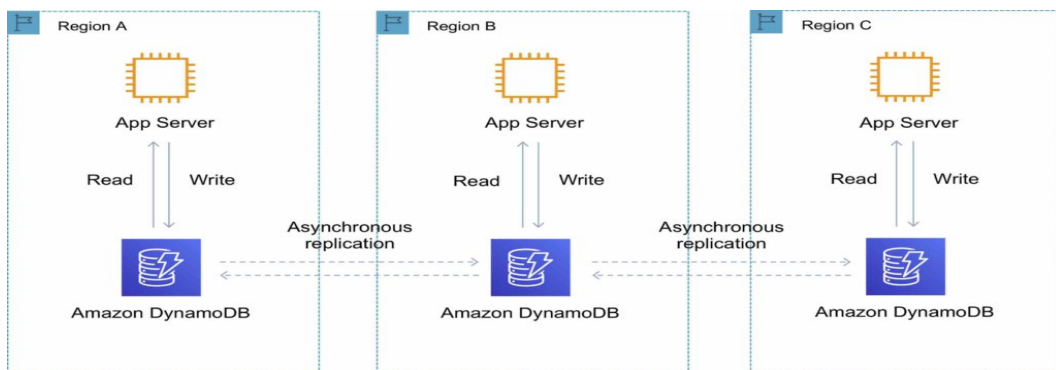 Region A
Region B
Region C
App Server
App Server
App Server
Read
Write
Read
Write
Read
Write
Asynchronous
replication
Asynchronous
replication
Amazon DynamoDB
Amazon DynamoDB
Amazon DynamoDB